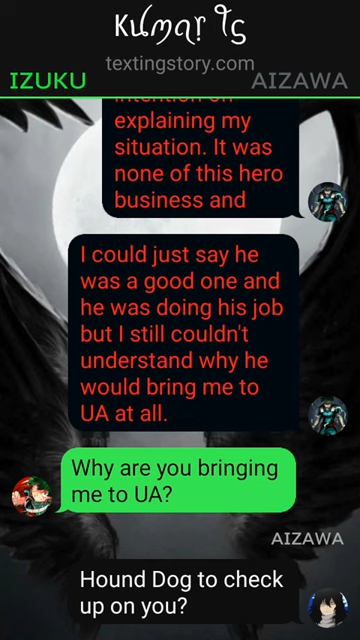 Kumar TS
textingstory.com
IZUKU AIZAWA
explaining my
situation. It was
none of this hero
business and
I could just say he
was a good one and
he was doing his job
but I still couldn't
understand why he
would bring me to
UA at all.
Why are you bringing
me to UA?
AIZAWA
Hound Dog to check
up on you?